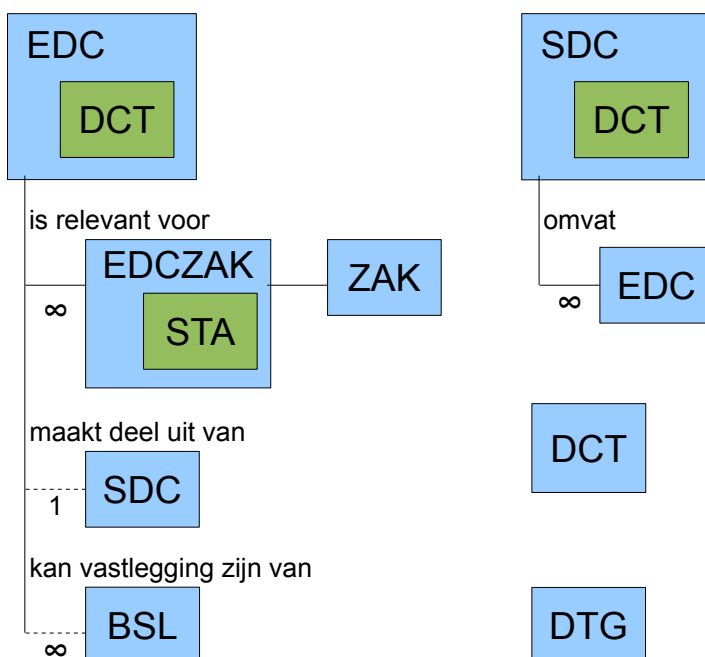 EDC
DCT
is relevant voor
∞
EDCZAK
STA
ZAK
maakt deel uit van
1
SDC
kan vastlegging zijn van
∞
BSL
SDC
DCT
omvat
∞
EDC
DCT
DTG